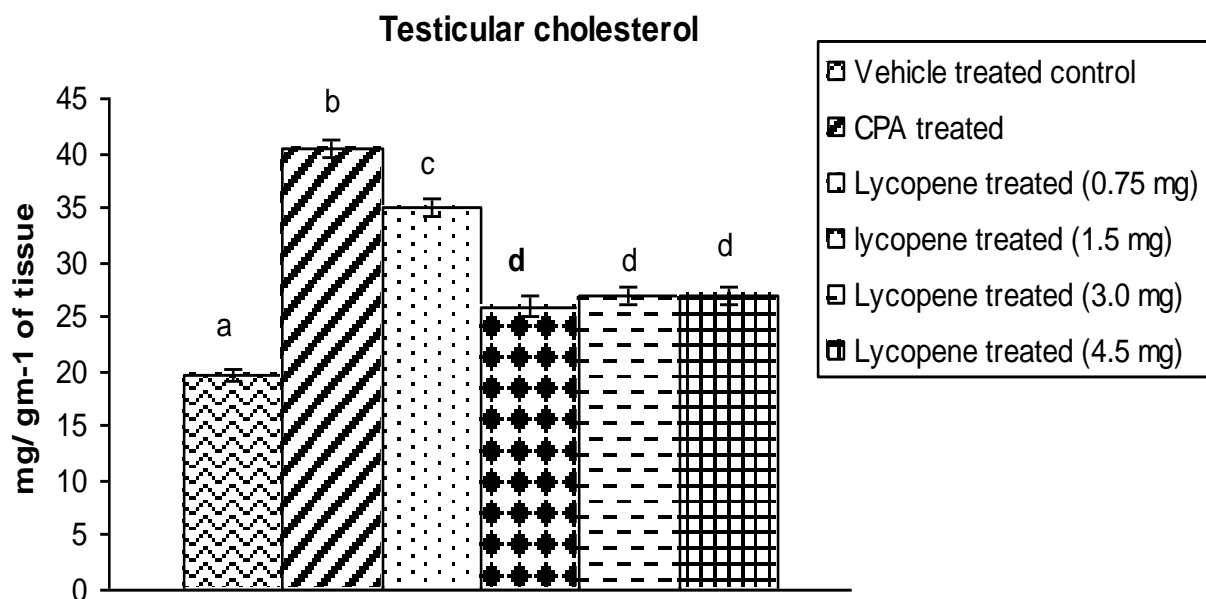 Testicular cholesterol
mg/ gm-1 of tissue
45
40
35
30
25
20
15
10
5
0
a
b
c
d
d
d
Vehicle treated control
CPA treated
Lycopene treated (0.75 mg)
lycopene treated (1.5 mg)
Lycopene treated (3.0 mg)
Lycopene treated (4.5 mg)